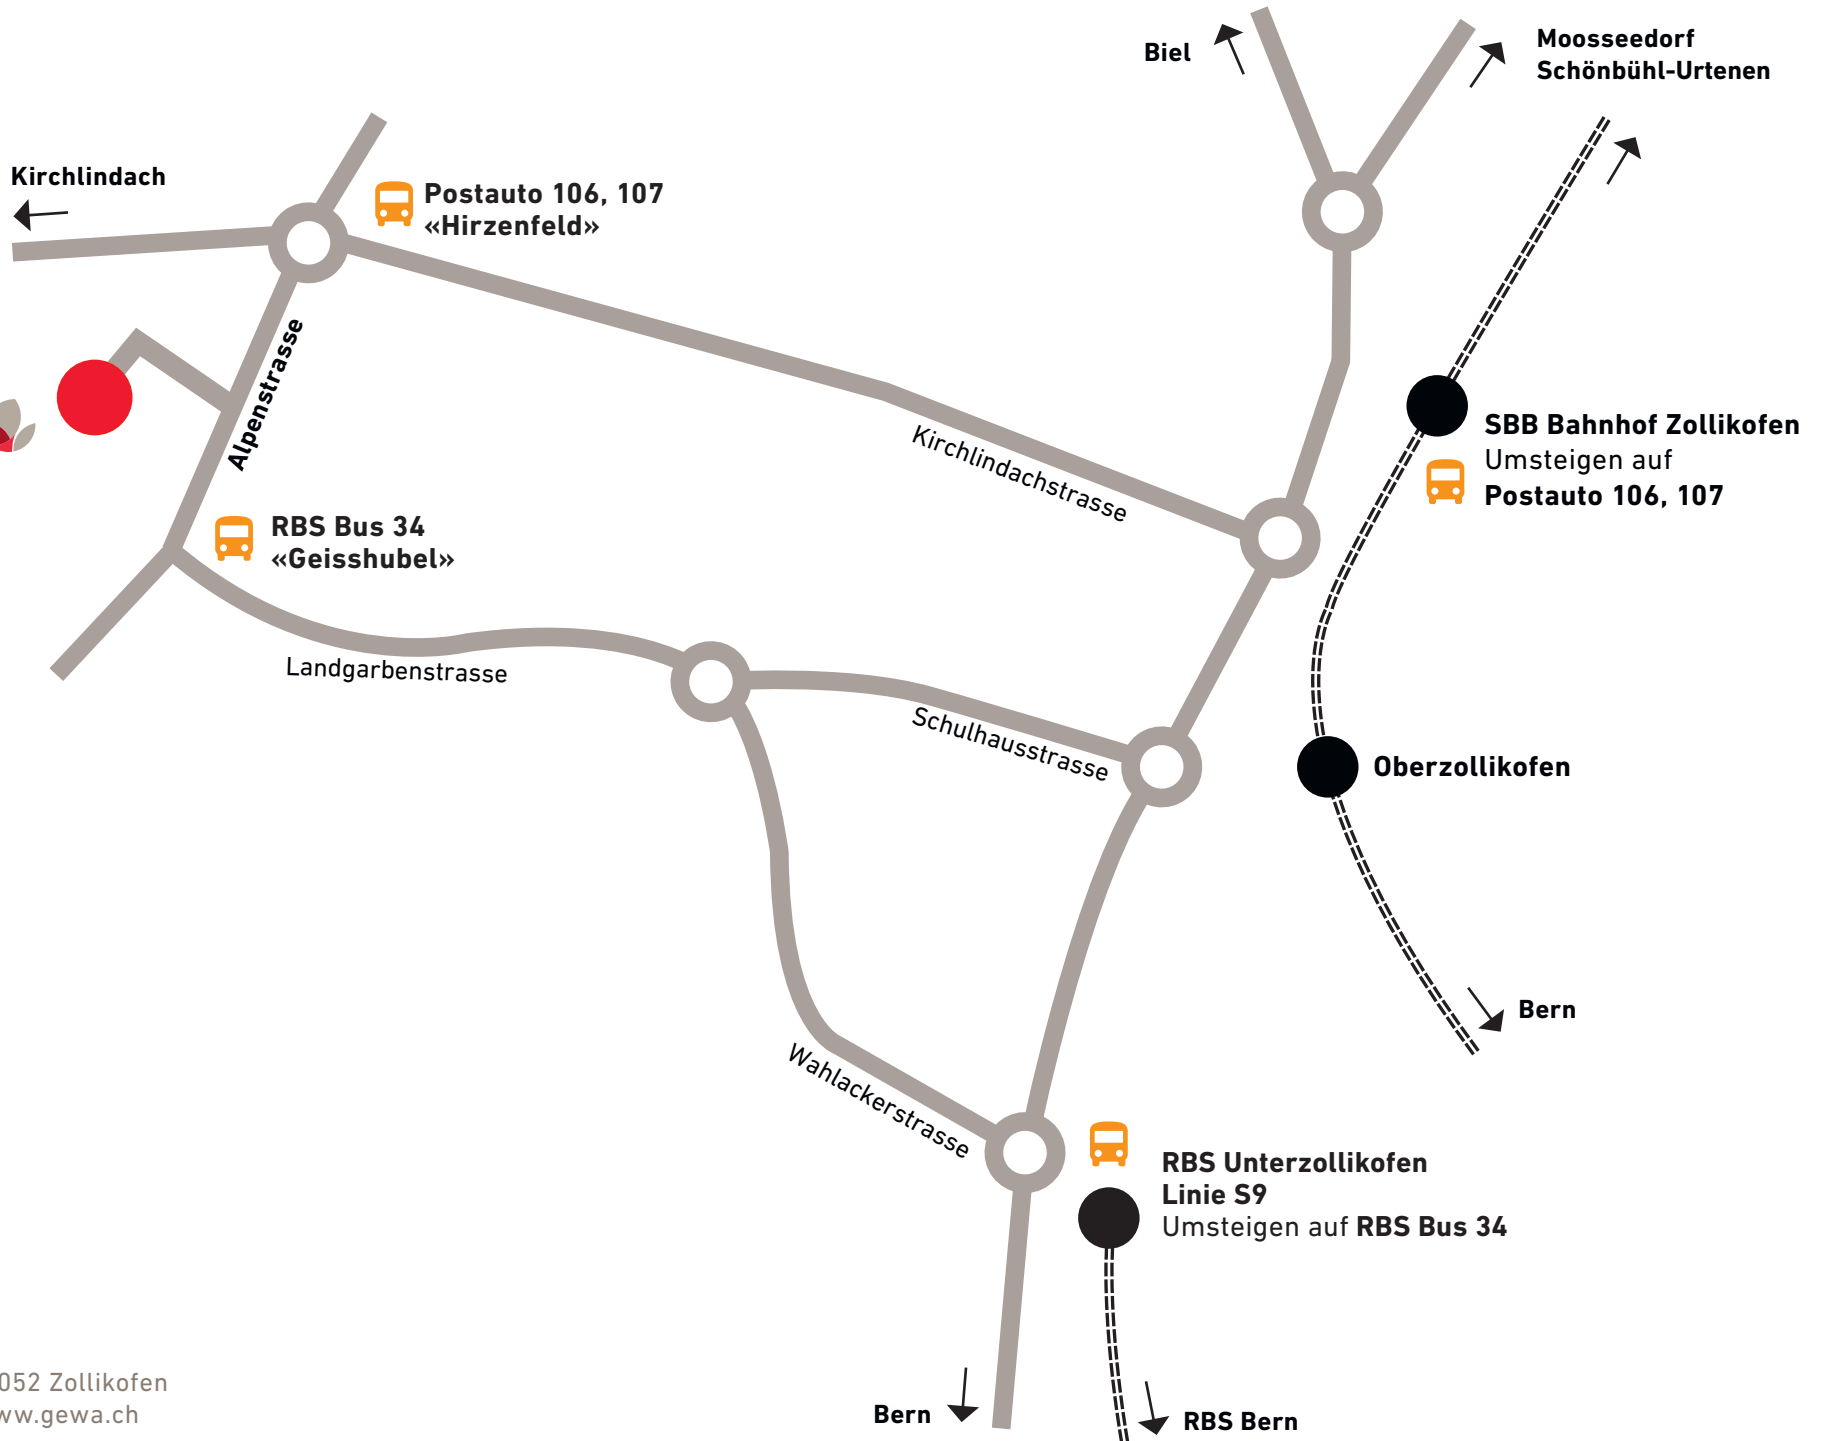 Biel
Moosseedorf
Schönbühl-Urtenen
Kirchlindach
Postauto 106, 107
«Hirzenfeld»
Alpenstrasse
Kirchlindachstrasse
SBB Bahnhof Zollikofen
Umsteigen auf
Postauto 106, 107
RBS Bus 34
«Geisshubel»
Landgarbenstrasse
Schulhausstrasse
Oberzollikofen
Bern
Wahlackerstrasse
RBS Unterzollikofen
Linie S9
Umsteigen auf RBS Bus 34
052 Zollikofen
ww.gewa.ch
Bern
RBS Bern